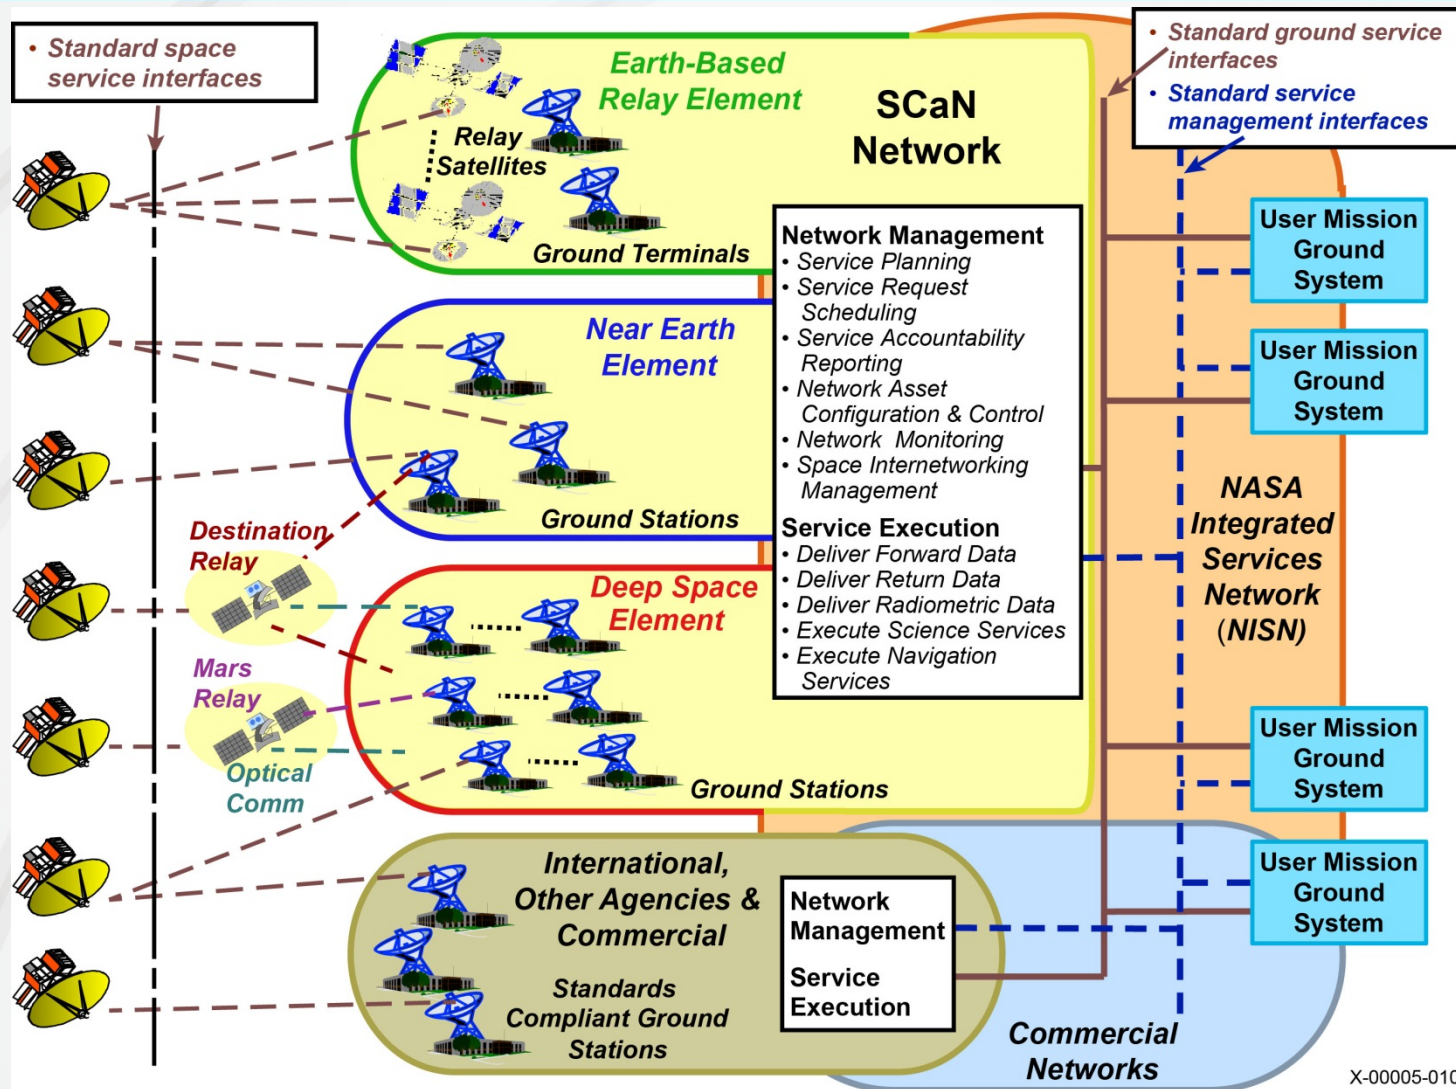 • Standard space
service interfaces
Earth-Based
Relay Element
Relay
Satellites
Ground Terminals
SCaN
Network
• Standard ground service
interfaces
• Standard service
management interfaces
Near Earth
Element
Ground Stations
Destination
Relay
Mars
Relay
Optical
Comm
Deep Space
Element
Ground Stations
Network Management
• Service Planning
• Service Request
Scheduling
• Service Accountability
Reporting
• Network Asset
Configuration & Control
• Network Monitoring
• Space Internetworking
Management
Service Execution
• Deliver Forward Data
• Deliver Return Data
• Deliver Radiometric Data
• Execute Science Services
• Execute Navigation
Services
User Mission
Ground
System
User Mission
Ground
System
NASA
Integrated
Services
Network
(NISN)
User Mission
Ground
System
User Mission
Ground
System
International,
Other Agencies &
Commercial
Standards
Compliant Ground
Stations
Network
Management
Service
Execution
Commercial
Networks
X-00005-010